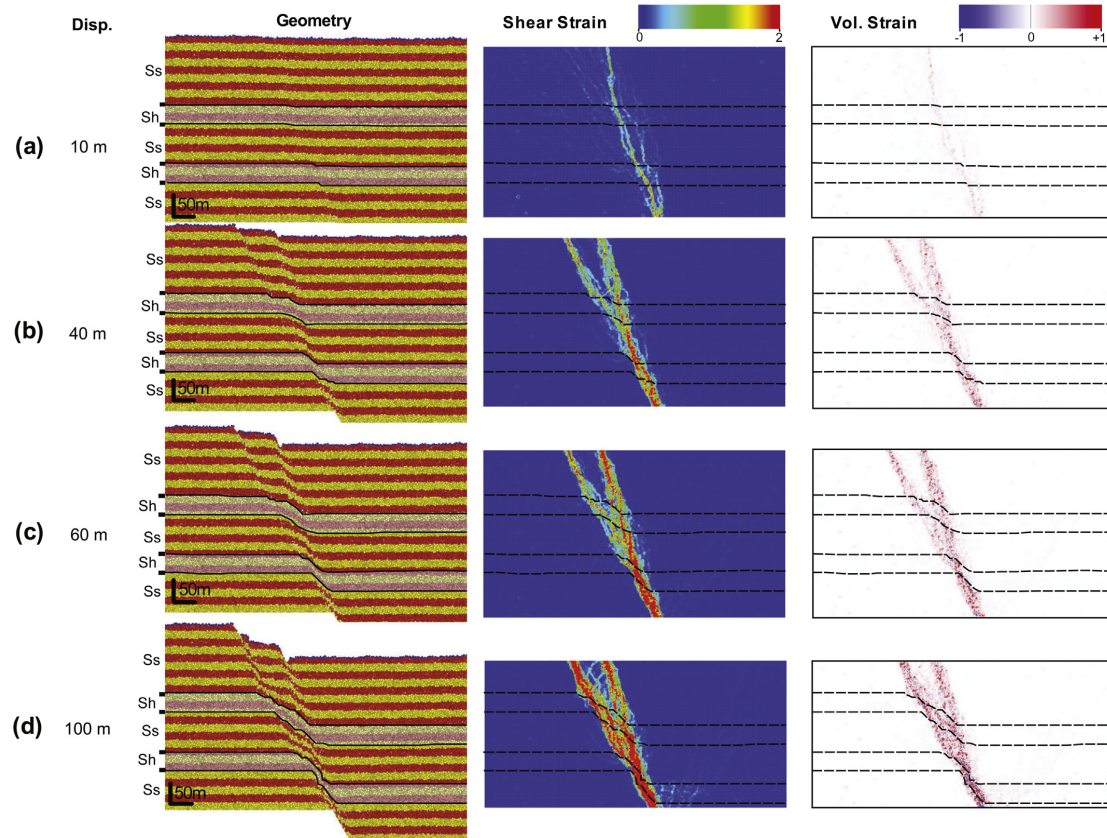 Disp.
Geometry
Shear Strain
0
2
Vol. Strain
-1
0
+1
(a)
10 m
Ss
Sh
Ss
Sh
Ss
50m
(b)
40 m
Ss
Sh
Ss
Sh
Ss
50m
(c)
60 m
Ss
Sh
Ss
Sh
Ss
50m
(d)
100 m
Ss
Sh
Ss
Sh
Ss
50m